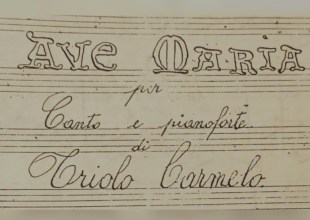 Ave Maria
per
Canto e pianoforte
di
Triolo Carmelo.